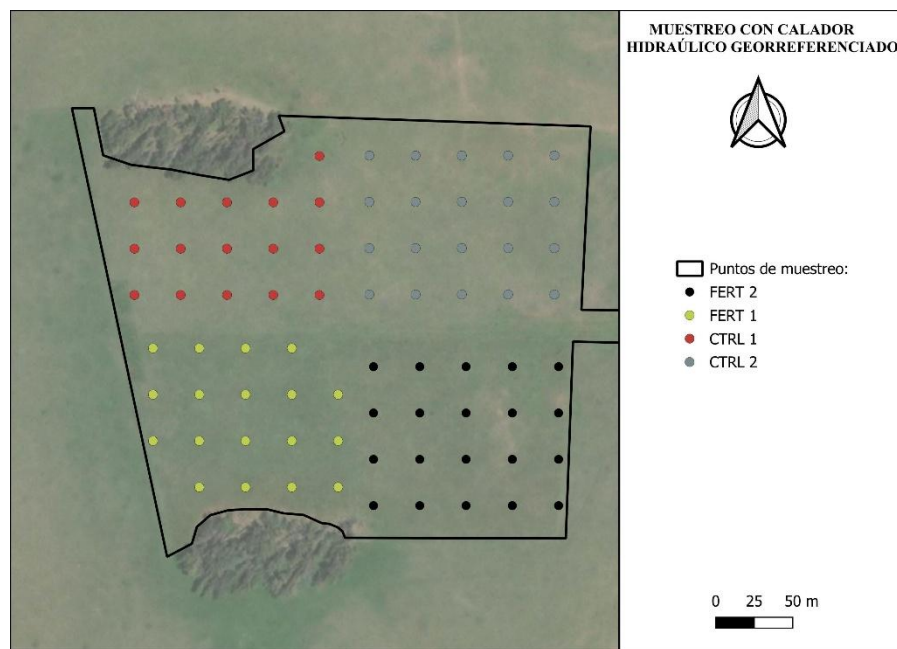 MUESTREO CON CALADOR
HIDRAÚLICO GEORREFERENCIADO
Puntos de muestreo:
FERT 2
FERT 1
CTRL 1
CTRL 2
0 25 50 m